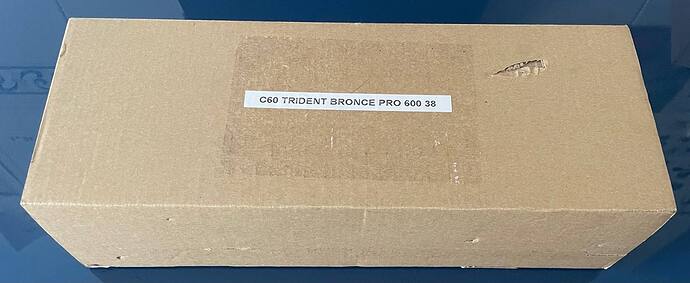 C60 TRIDENT BRONCE PRO 600 38